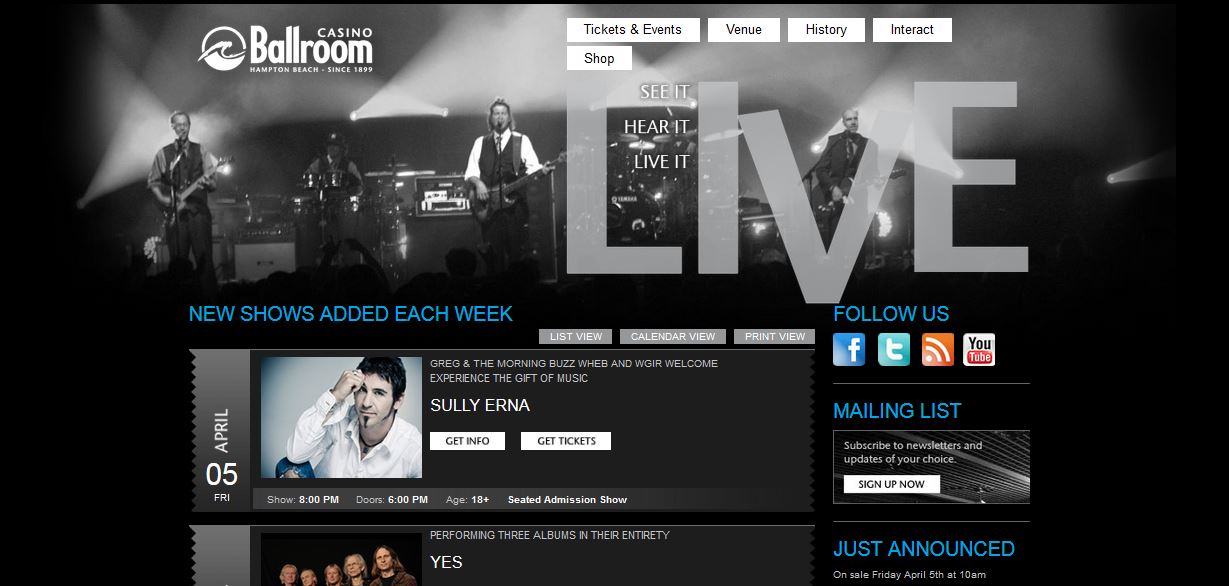 CASINO
Ballroom
HAMPTON BEACH - SINCE 1899
Tickets & Events
Venue
History
Interact
Shop
SEE IT
HEAR IT
LIVE IT
LIVE
YAMAHA
NEW SHOWS ADDED EACH WEEK
LIST VIEW
CALENDAR VIEW
PRINT VIEW
APRIL
05
FRI
GREG & THE MORNING BUZZ WHEB AND WGIR WELCOME
EXPERIENCE THE GIFT OF MUSIC
SULLY ERNA
GET INFO
GET TICKETS
Show: 8:00 PM Doors: 6:00 PM Age: 18+ Seated Admission Show
PERFORMING THREE ALBUMS IN THEIR ENTIRETY
YES
FOLLOW US
f
t
You
Tube
MAILING LIST
Subscribe to newsletters and
updates of your choice.
SIGN UP NOW
JUST ANNOUNCED
On sale Friday April 5th at 10am